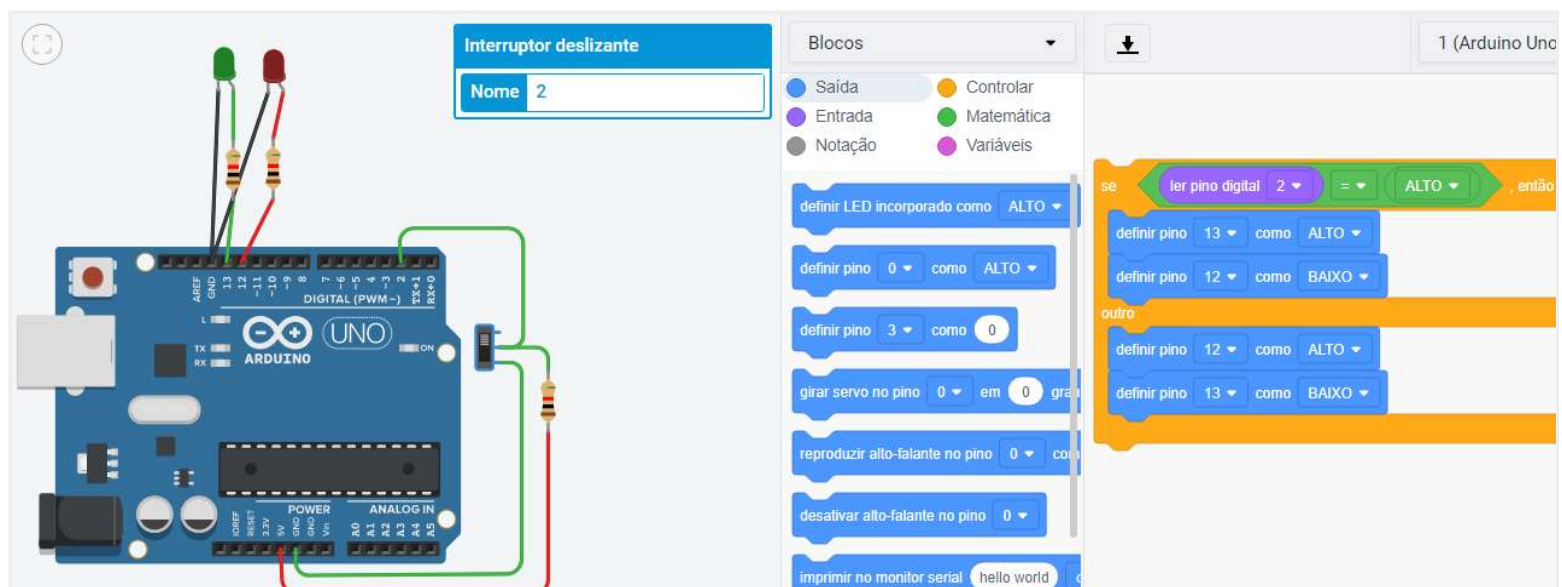 Interruptor deslizante
Nome 2
AREF
GND
13
12
~11
~10
~9
8
7
~6
~5
4
~3
2
TX→1
RX←0
DIGITAL (PWM~)
L
TX
RX
ARDUINO
UNO
ON
IOREF
RESET
3.3V
5V
GND
GND
Vin
POWER
ANALOG IN
A0
A1
A2
A3
A4
A5
Blocos
Saída
Controlar
Entrada
Matemática
Notação
Variáveis
definir LED incorporado como ALTO
definir pino 0 como ALTO
definir pino 3 como 0
girar servo no pino 0 em 0 grau
reproduzir alto-falante no pino 0 com
desativar alto-falante no pino 0
imprimir no monitor serial hello world
1 (Arduino Uno
se ler pino digital 2 = ALTO , então
definir pino 13 como ALTO
definir pino 12 como BAIXO
outro
definir pino 12 como ALTO
definir pino 13 como BAIXO